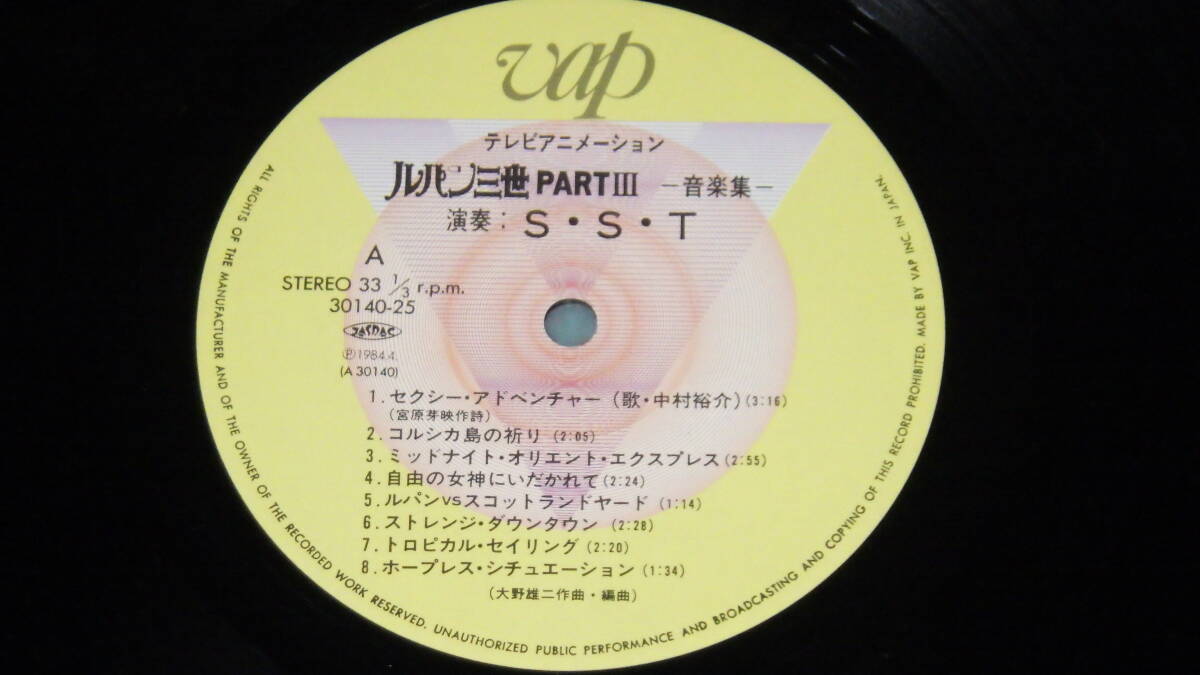 vap
テレビアニメーション
ルパン三世 PART III －音楽集－
演奏：S・S・T
A
STEREO 33 1/3 r.p.m.
30140-25
JASRAC
Ⓟ1984.4.
(A 30140)
1. セクシー・アドベンチャー（歌・中村裕介）(3:16)
（宮原芽映作詩）
2. コルシカ島の祈り (2:05)
3. ミッドナイト・オリエント・エクスプレス (2:55)
4. 自由の女神にいだかれて (2:24)
5. ルパンvsスコットランドヤード (1:14)
6. ストレンジ・ダウンタウン (2:28)
7. トロピカル・セイリング (2:20)
8. ホープレス・シチュエーション (1:34)
（大野雄二作曲・編曲）
ALL RIGHTS OF THE MANUFACTURER AND OF THE OWNER OF THE RECORDED WORK RESERVED. UNAUTHORIZED PUBLIC PERFORMANCE AND BROADCASTING AND COPYING OF THIS RECORD PROHIBITED. MADE BY VAP INC. IN JAPAN.